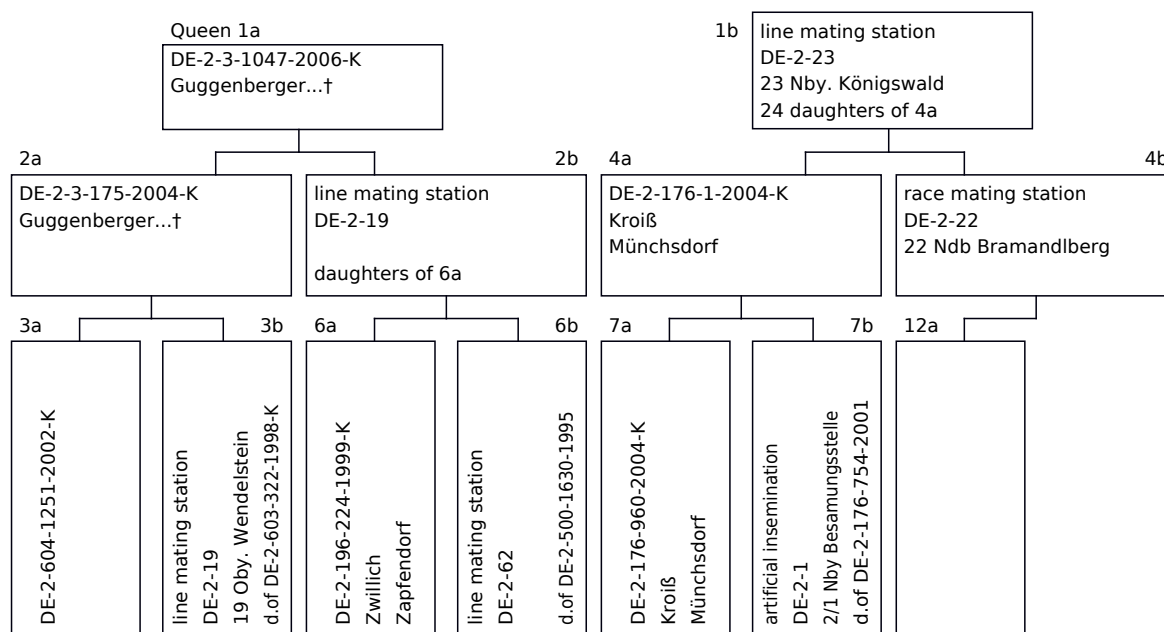 Queen 1a
DE-2-3-1047-2006-K
Guggenberger...†
1b
line mating station
DE-2-23
23 Nby. Königswald
24 daughters of 4a
2a
DE-2-3-175-2004-K
Guggenberger...†
2b
line mating station
DE-2-19
daughters of 6a
4a
DE-2-176-1-2004-K
Kroiß
Münchsdorf
4b
race mating station
DE-2-22
22 Ndb Bramandlberg
3a
DE-2-604-1251-2002-K
3b
line mating station
DE-2-19
19 Oby. Wendelstein
d.of DE-2-603-322-1998-K
6a
DE-2-196-224-1999-K
Zwillich
Zapfendorf
6b
line mating station
DE-2-62
d.of DE-2-500-1630-1995
7a
DE-2-176-960-2004-K
Kroiß
Münchsdorf
7b
artificial insemination
DE-2-1
2/1 Nby Besamungsstelle
d.of DE-2-176-754-2001
12a